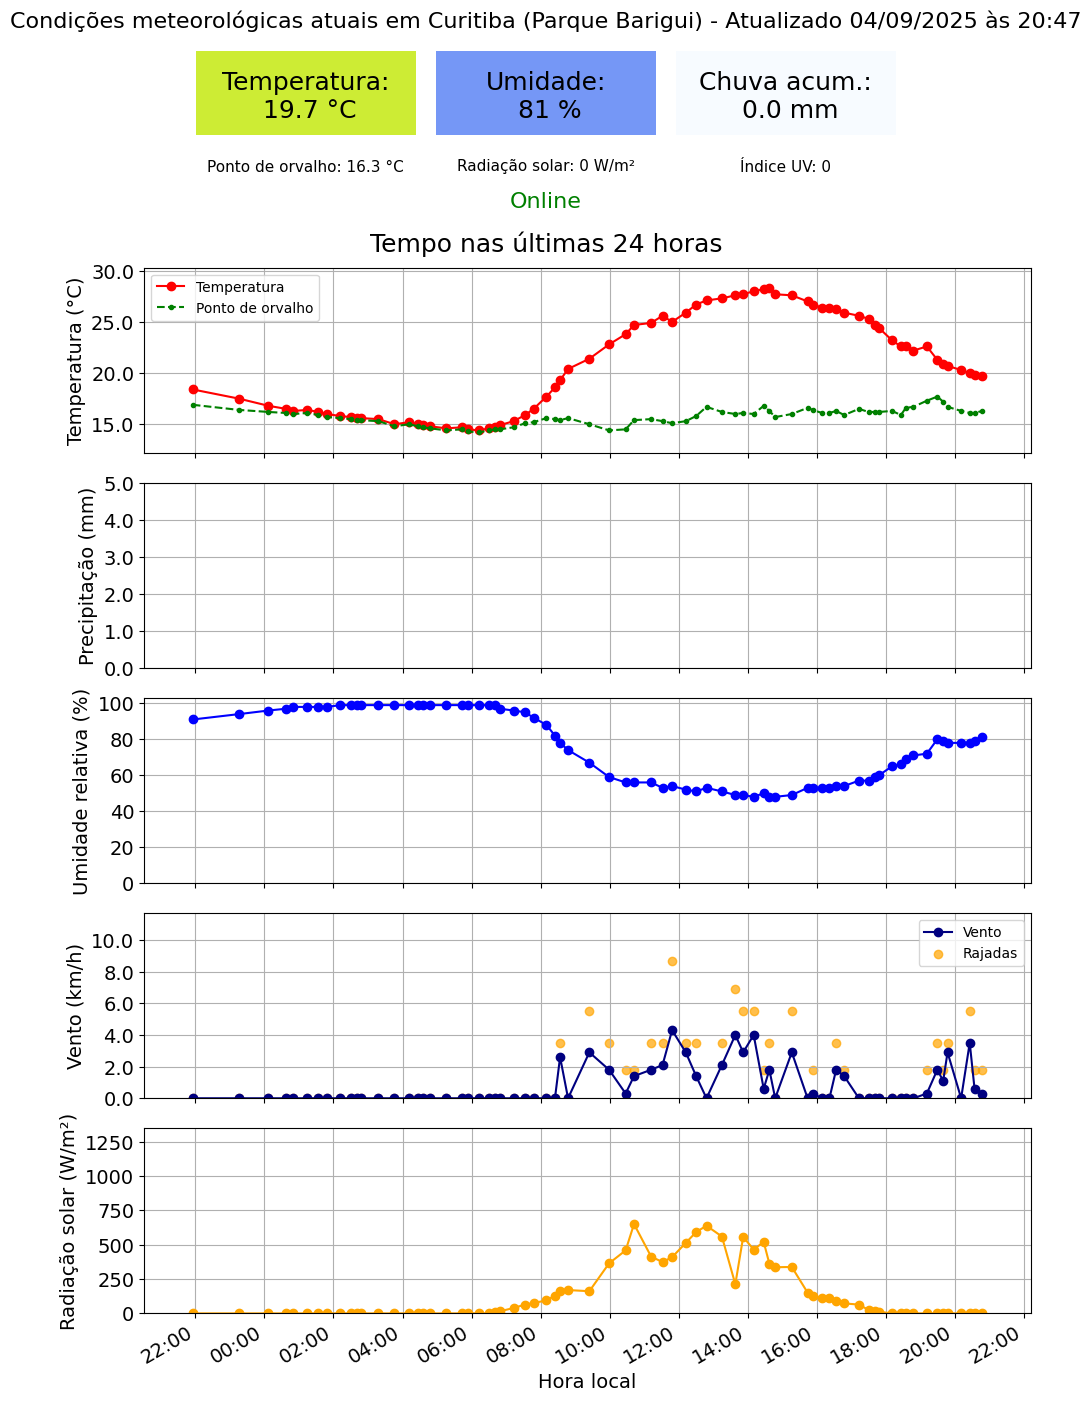 Condições meteorológicas atuais em Curitiba (Parque Barigui) - Atualizado 04/09/2025 às 20:47
Temperatura:
19.7 °C
Umidade:
81 %
Chuva acum.:
0.0 mm
Ponto de orvalho: 16.3 °C
Radiação solar: 0 W/m²
Índice UV: 0
Online
Tempo nas últimas 24 horas
Temperatura (°C)
30.0
25.0
20.0
15.0
Temperatura
Ponto de orvalho
Precipitação (mm)
5.0
4.0
3.0
2.0
1.0
0.0
Umidade relativa (%)
100
80
60
40
20
0
Vento (km/h)
10.0
8.0
6.0
4.0
2.0
0.0
Vento
Rajadas
Radiação solar (W/m²)
1250
1000
750
500
250
0
22:00
00:00
02:00
04:00
06:00
08:00
10:00
12:00
14:00
16:00
18:00
20:00
22:00
Hora local